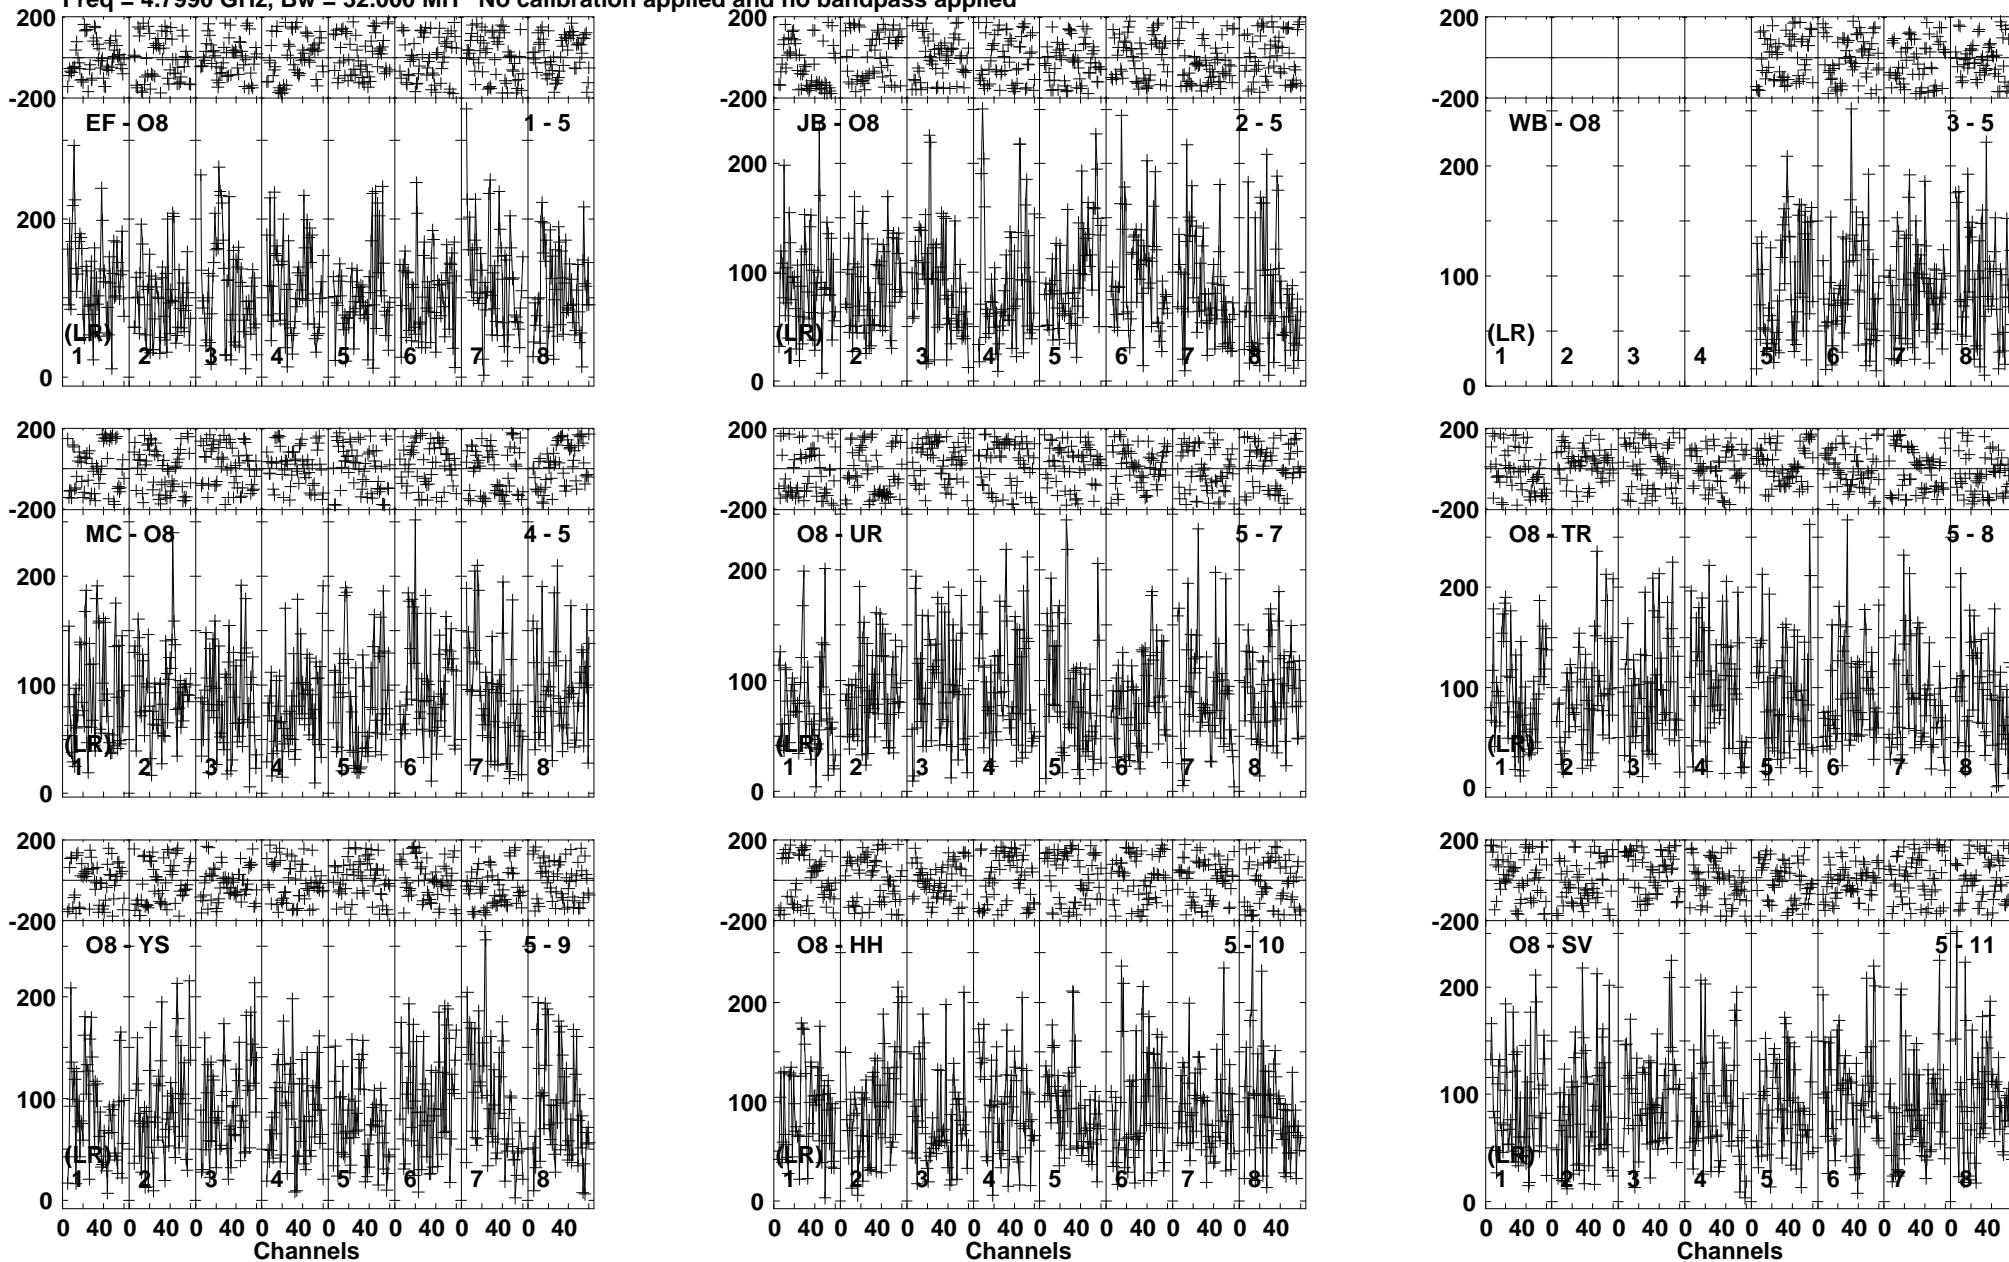 Freq = 4.7990 GHz, Bw = 32.000 MH No calibration applied and no bandpass applied
200 200 200
-200 -200 -200
EF - O8 1 - 5 JB - O8 2 - 5 WB - O8 3 - 5
200 200 200
100 100
(LR) (LR) (LR)
1 2 3 4 5 6 7 8 1 2 3 4 5 6 7 8 1 2 3 4 5 6 7 8
0 0 0
200 200 200
-200 -200 -200
MC - O8 4 - 5 O8 - UR 5 - 7 O8 - TR 5 - 8
200 200 200
100 100 100
(LR) (LR) (LR)
1 2 3 4 5 6 7 8 1 2 3 4 5 6 7 8 1 2 3 4 5 6 7 8
0 0 0
200 200 200
-200 -200 -200
O8 - YS 5 - 9 O8 - HH 5 - 10 O8 - SV 5 - 11
200 200 200
100 100 100
(LR) (LR) (LR)
1 2 3 4 5 6 7 8 1 2 3 4 5 6 7 8 1 2 3 4 5 6 7 8
0 0 0
0 40 0 40 0 40 0 40 0 40 0 40 0 40 0 40 0 40 0 40 0 40 0 40 0 40 0 40 0 40 0 40 0 40 0 40 0 40 0 40 0 40 0 40 0 40 0 40
Channels Channels Channels